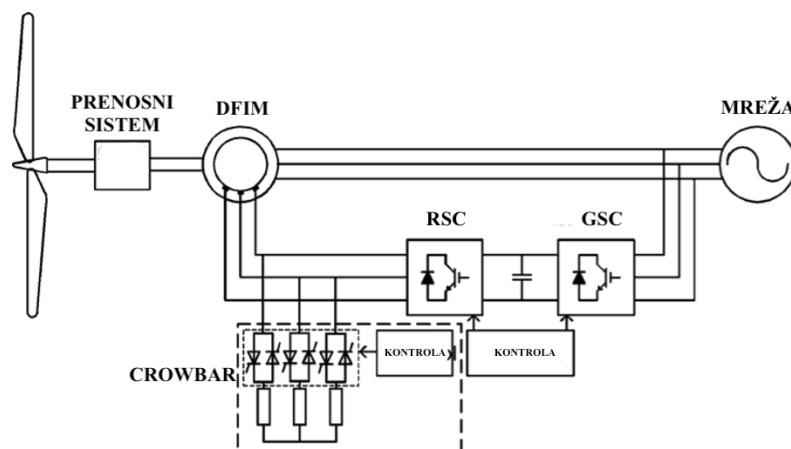 PRENOSNI
SISTEM
DFIM
MREŽA
RSC
GSC
CROWBAR
KONTROLA
KONTROLA